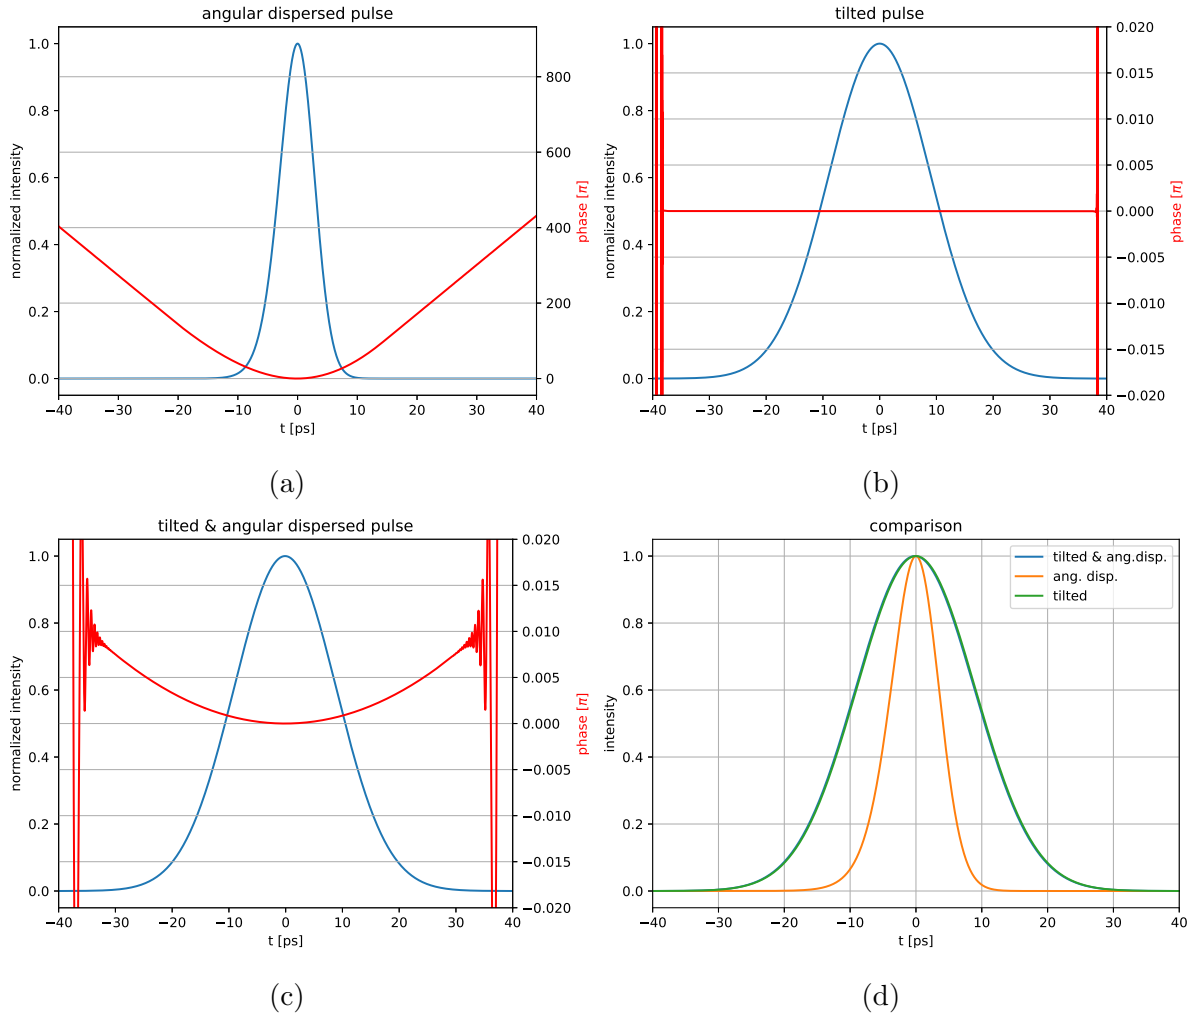 angular dispersed pulse
1.0
0.8
0.6
0.4
0.2
0.0
normalized intensity
800
600
400
200
0
phase [π]
−40 −30 −20 −10 0 10 20 30 40
t [ps]
(a)
tilted pulse
1.0
0.8
0.6
0.4
0.2
0.0
normalized intensity
0.020
0.015
0.010
0.005
0.000
−0.005
−0.010
−0.015
−0.020
phase [π]
−40 −30 −20 −10 0 10 20 30 40
t [ps]
(b)
tilted & angular dispersed pulse
1.0
0.8
0.6
0.4
0.2
0.0
normalized intensity
0.020
0.015
0.010
0.005
0.000
−0.005
−0.010
−0.015
−0.020
phase [π]
−40 −30 −20 −10 0 10 20 30 40
t [ps]
(c)
comparison
1.0
0.8
0.6
0.4
0.2
0.0
intensity
tilted & ang.disp.
ang. disp.
tilted
−40 −30 −20 −10 0 10 20 30 40
t [ps]
(d)